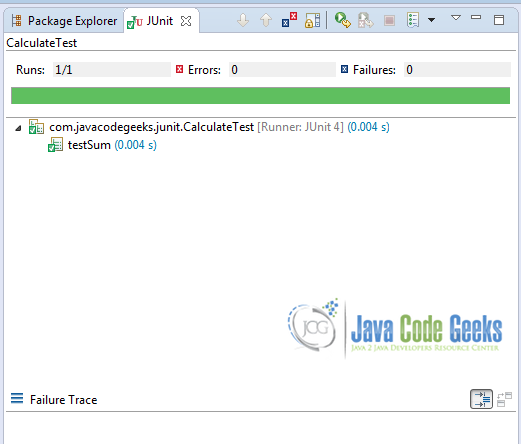 Package Explorer JUnit
CalculateTest
Runs: 1/1 Errors: 0 Failures: 0
com.javacodegeeks.junit.CalculateTest [Runner: JUnit 4] (0.004 s)
testSum (0.004 s)
JCG
Java Code Geeks
JAVA 2 JAVA DEVELOPERS RESOURCE CENTER
Failure Trace